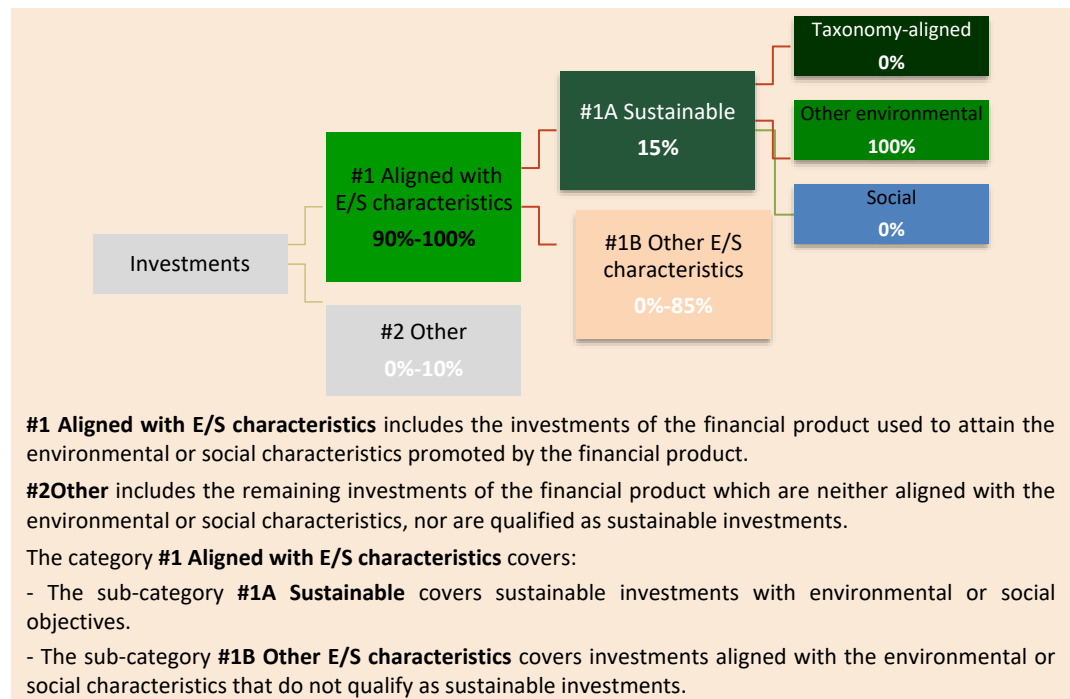 Taxonomy-aligned
0%
#1A Sustainable
15%
Other environmental
100%
#1 Aligned with
E/S characteristics
90%-100%
Social
0%
#1B Other E/S
characteristics
0%-85%
Investments
#2 Other
0%-10%
#1 Aligned with E/S characteristics includes the investments of the financial product used to attain the
environmental or social characteristics promoted by the financial product.
#2Other includes the remaining investments of the financial product which are neither aligned with the
environmental or social characteristics, nor are qualified as sustainable investments.
The category #1 Aligned with E/S characteristics covers:
- The sub-category #1A Sustainable covers sustainable investments with environmental or social
objectives.
- The sub-category #1B Other E/S characteristics covers investments aligned with the environmental or
social characteristics that do not qualify as sustainable investments.